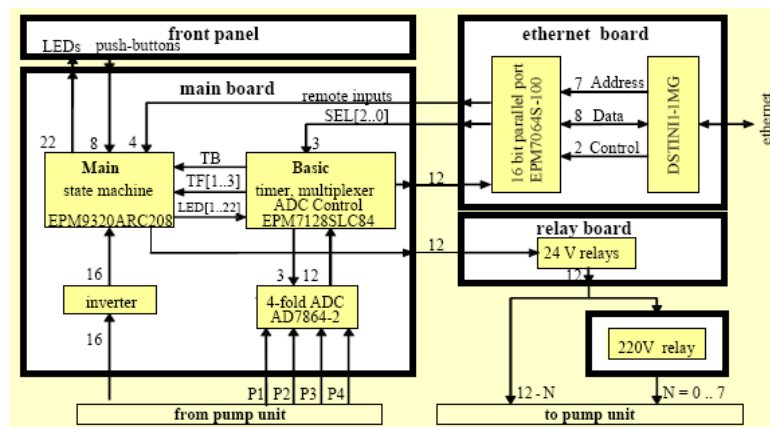 front panel
LEDs push-buttons
main board
22 8 4
Main
state machine
EPM9320ARC208
TB
TF[1..3]
LED[1..22]
3
Basic
timer, multiplexer
ADC Control
EPM7128SLC84
remote inputs
SEL[2..0]
12
12
16
inverter
16
3 12
4-fold ADC
AD7864-2
P1 P2 P3 P4
from pump unit
ethernet board
16 bit parallel port
EPM7064S-100
7 Address
8 Data
2 Control
DSTINI1-1MG
ethernet
relay board
24 V relays
12
220V relay
12 - N
N = 0 .. 7
to pump unit